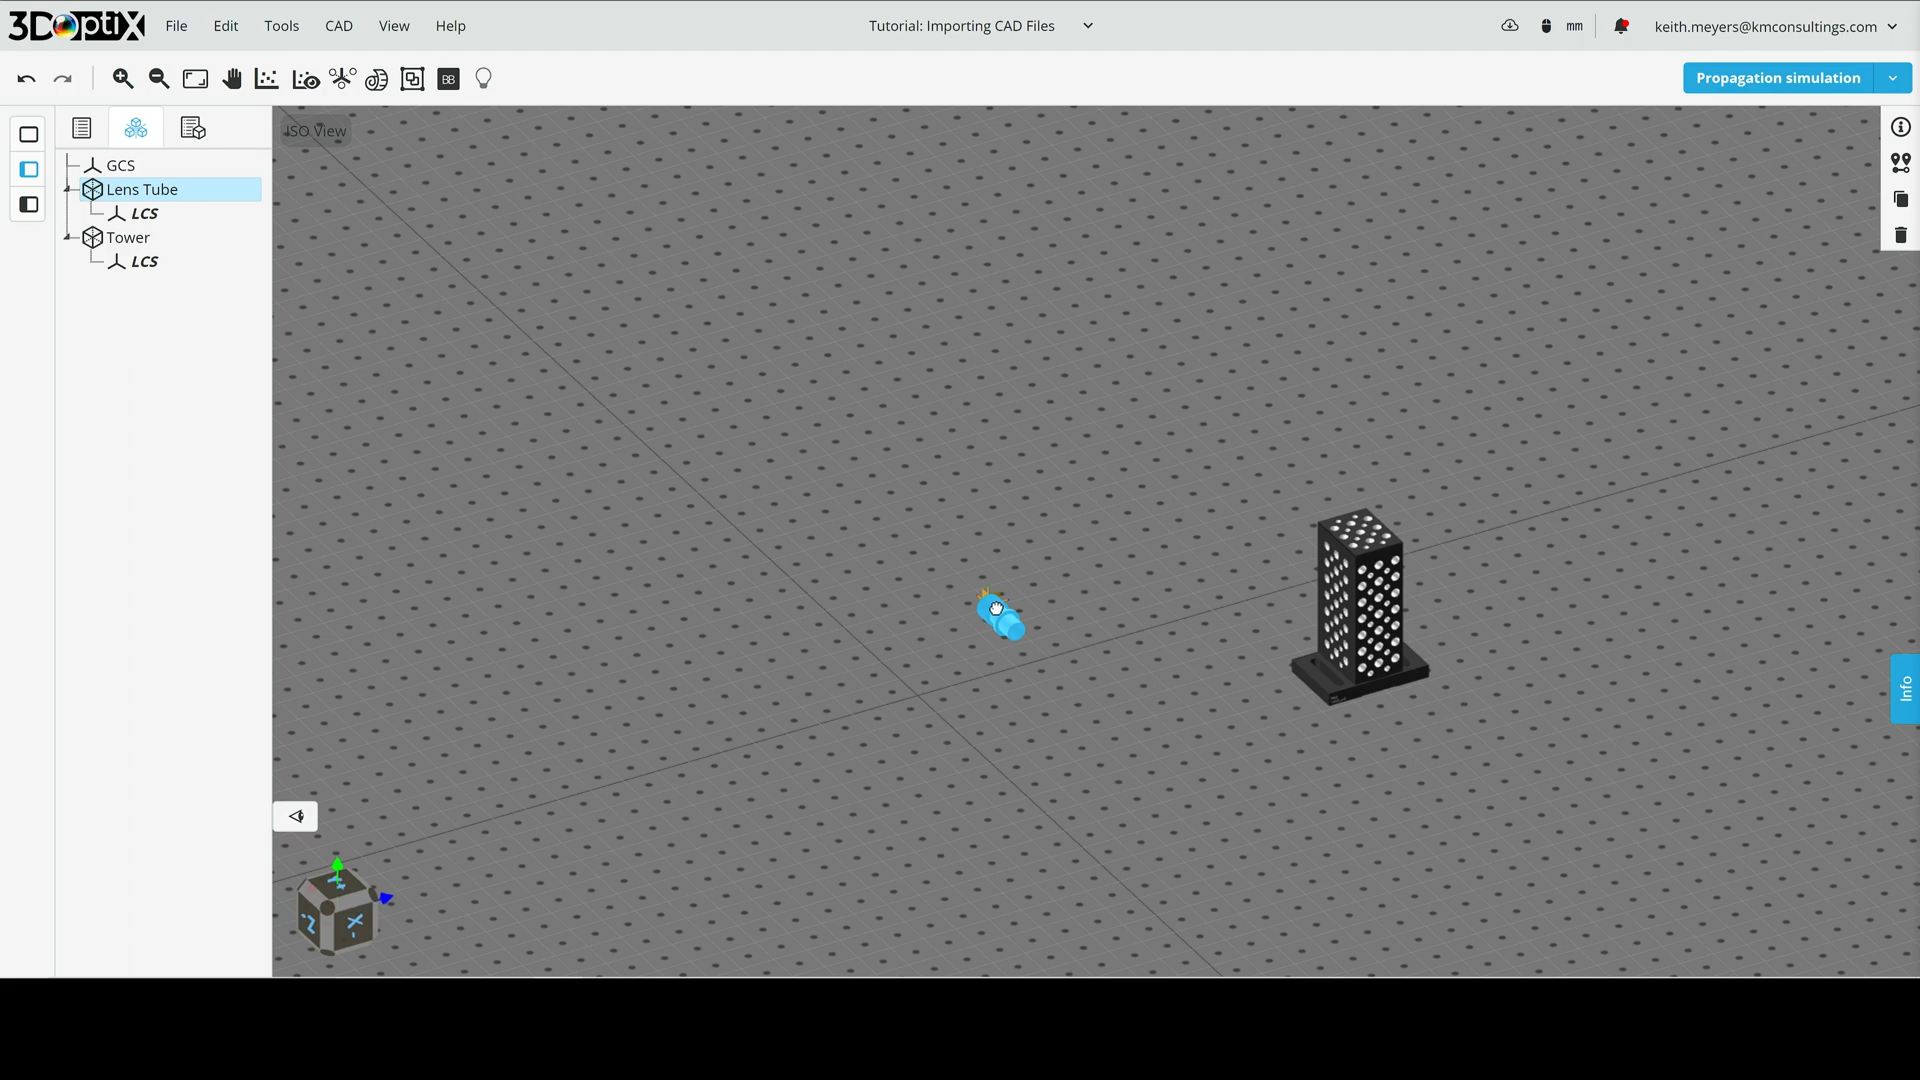 3DOptiX File Edit Tools CAD View Help Tutorial: Importing CAD Files mm keith.meyers@kmconsultings.com
BB Propagation simulation
ISO View
GCS
Lens Tube
LCS
Tower
LCS
Info